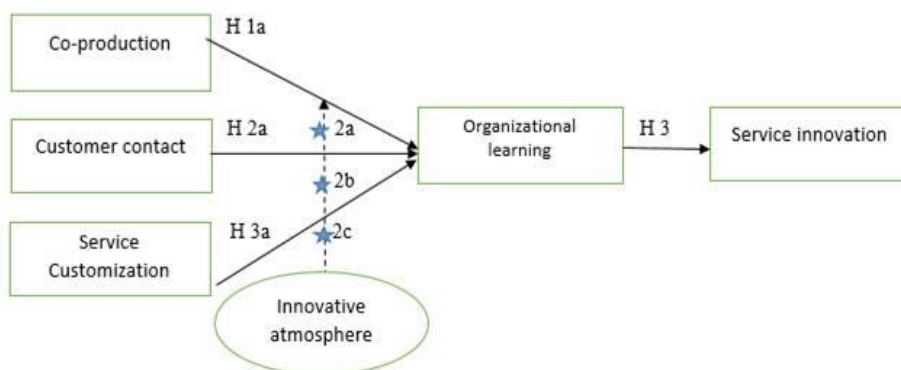 Co-production
H 1a
Customer contact
H 2a
2a
Organizational
learning
H 3
Service innovation
2b
Service
Customization
H 3a
2c
Innovative
atmosphere